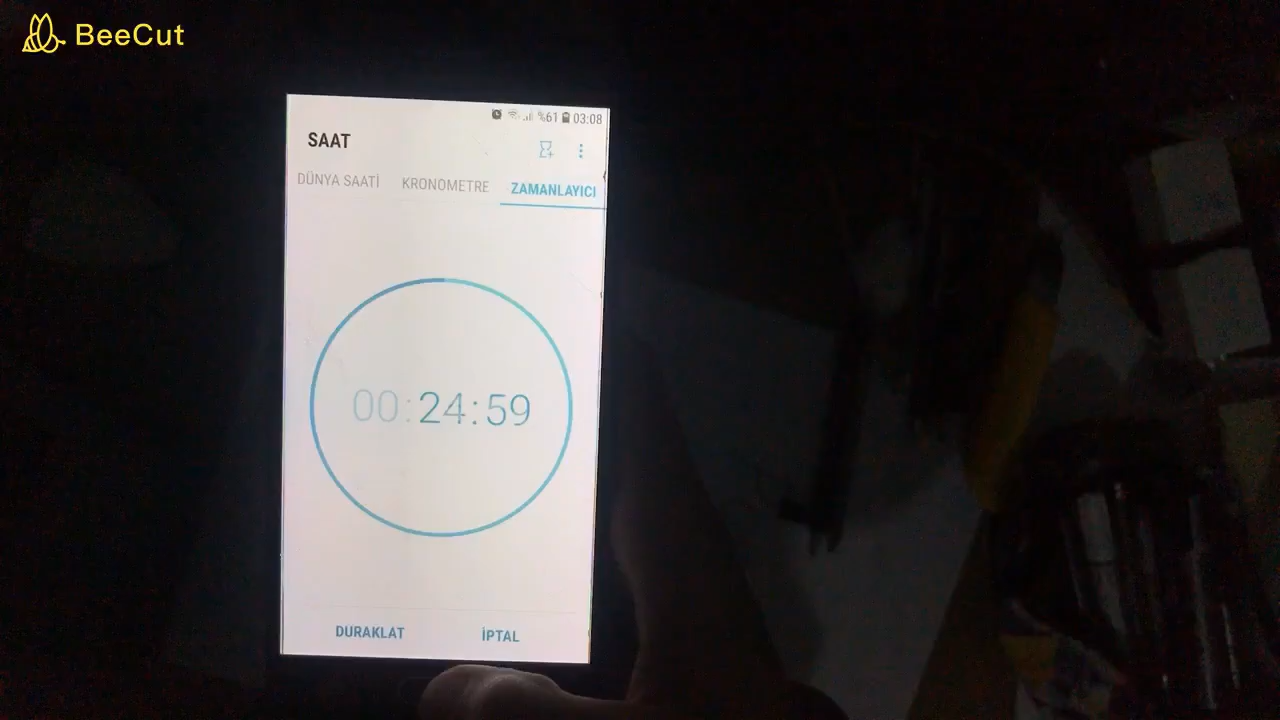 BeeCut
%61 03:08
SAAT
DÜNYA SAATİ KRONOMETRE ZAMANLAYICI
00:24:59
DURAKLAT İPTAL